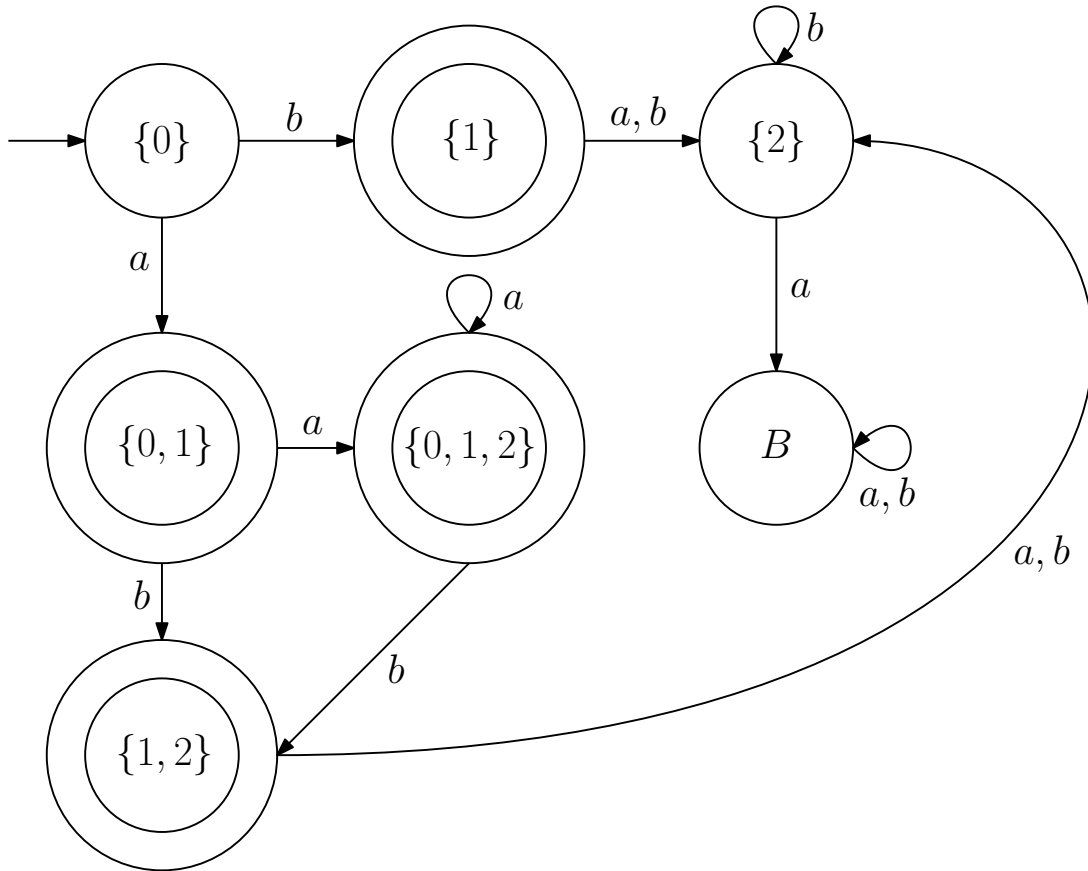 b
{0}
b
{1}
a, b
{2}
a
a
a
{0, 1}
a
{0, 1, 2}
B
a, b
b
a, b
b
{1, 2}